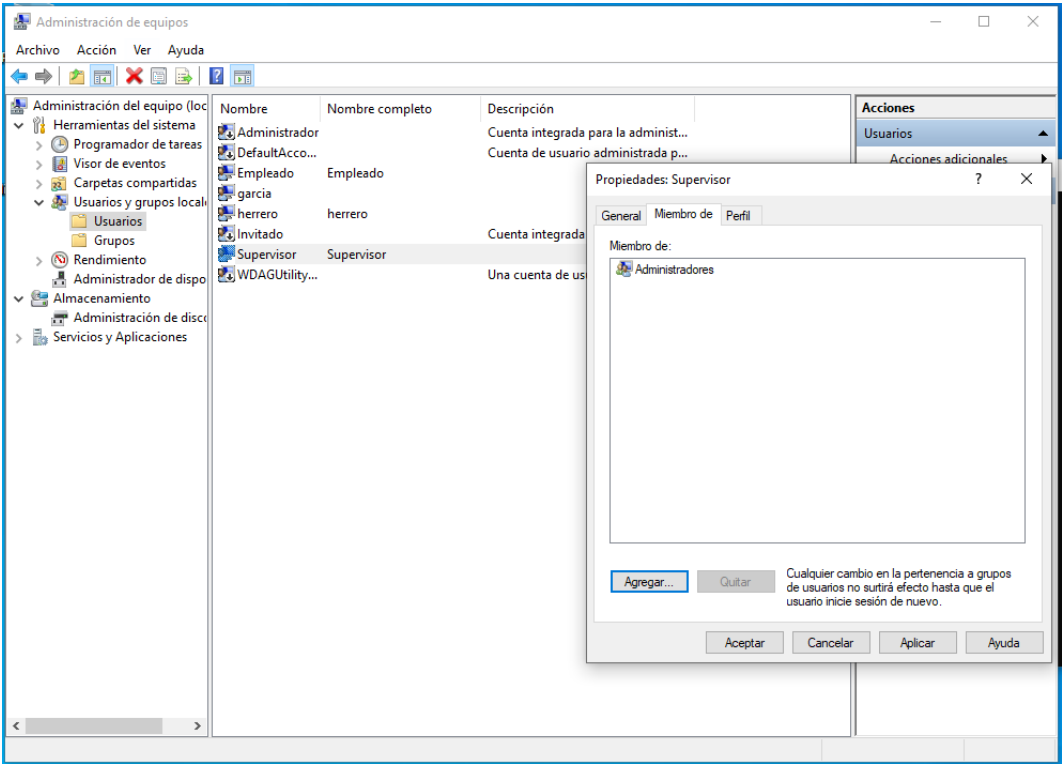 Administración de equipos
Archivo Acción Ver Ayuda
Administración del equipo (loc
Herramientas del sistema
Programador de tareas
Visor de eventos
Carpetas compartidas
Usuarios y grupos local
Usuarios
Grupos
Rendimiento
Administrador de dispo
Almacenamiento
Administración de disc
Servicios y Aplicaciones
Nombre Nombre completo Descripción
Administrador Cuenta integrada para la administ...
DefaultAcco... Cuenta de usuario administrada p...
Empleado Empleado
garcia
herrero herrero
Invitado Cuenta integrada
Supervisor Supervisor
WDAGUtility... Una cuenta de us
Acciones
Usuarios
Acciones adicionales
Propiedades: Supervisor ?
General Miembro de Perfil
Miembro de:
Administradores
Agregar... Quitar
Cualquier cambio en la pertenencia a grupos
de usuarios no surtirá efecto hasta que el
usuario inicie sesión de nuevo.
Aceptar Cancelar Aplicar Ayuda